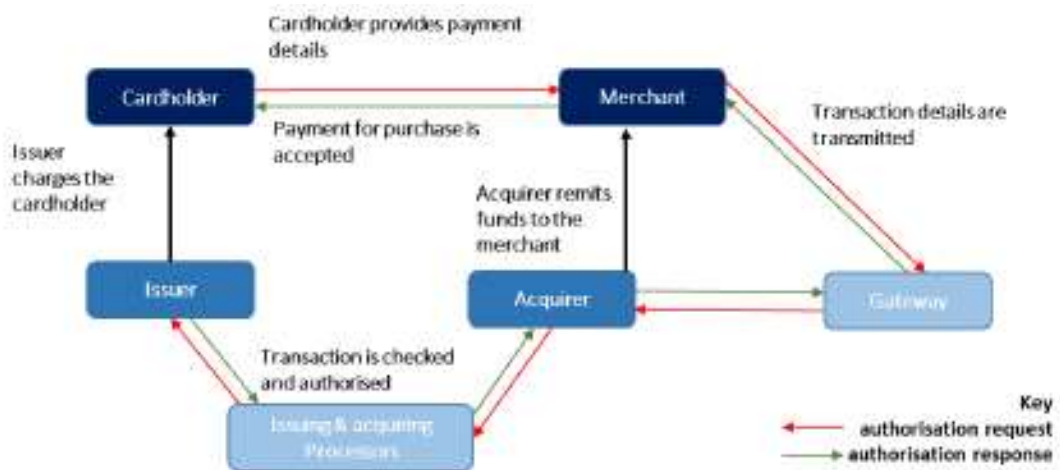 Cardholder provides payment
details
Cardholder
Merchant
Payment for purchase is
accepted
Transaction details are
transmitted
Issuer
charges the
cardholder
Acquirer remits
funds to the
merchant
Issuer
Acquirer
Gateway
Transaction is checked
and authorised
Issuing & acquiring
Processors
Key
authorisation request
authorisation response